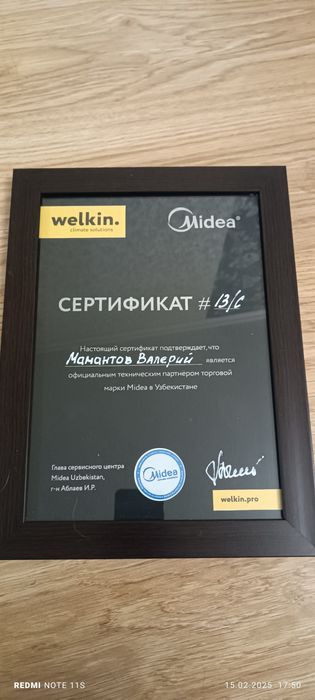 welkin.
climate solutions
Midea®
СЕРТИФИКАТ # 13/C
Настоящий сертификат подтверждает, что
Мамантов Валерий является
официальным техническим партнером торговой
марки Midea в Узбекистане
Глава сервисного центра
Midea Uzbekistan,
г-н Аблаев И.Р.
Midea
welkin.pro
REDMI NOTE 11S
15.02.2025 17:50